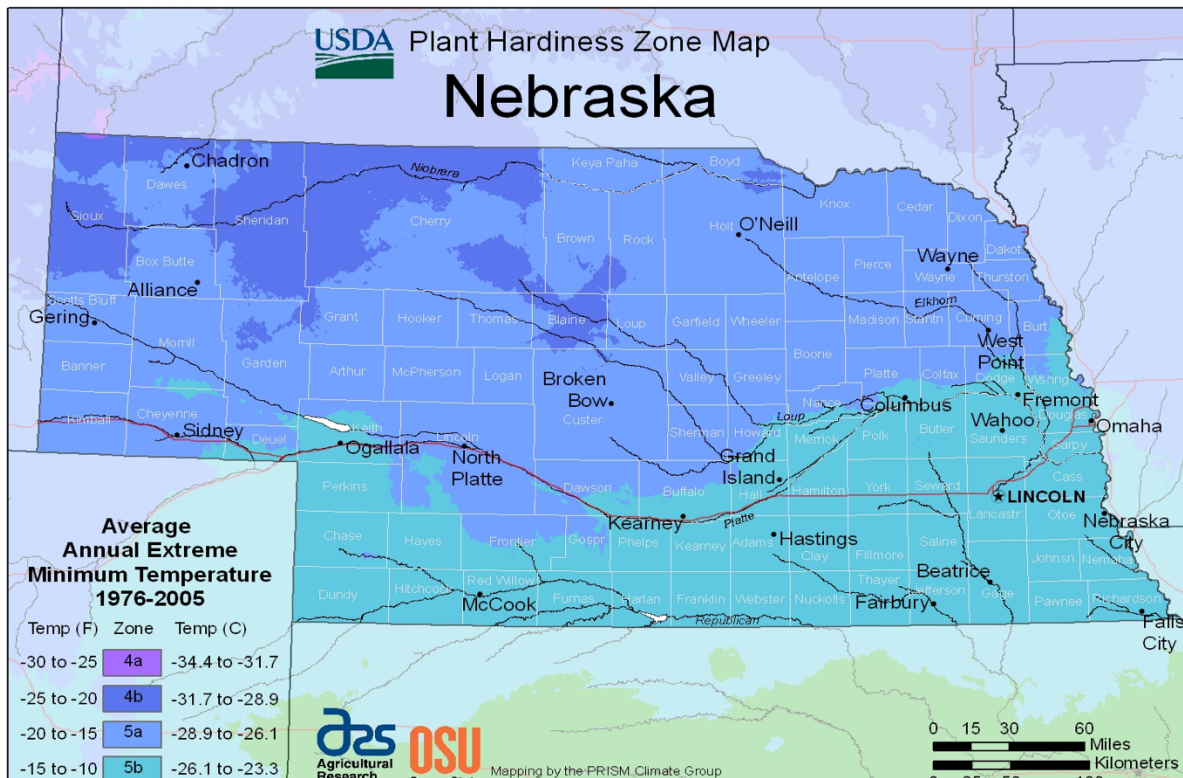 USDA
Plant Hardiness Zone Map
Nebraska
Chadron
Dawes
Niobrara
Keya Paha
Boyd
Sioux
Sheridan
Cherry
Brown
Rock
Holt
O'Neill
Knox
Cedar
Dixon
Dakot
Box Butte
Alliance
Antelope
Pierce
Wayne
Wayne
Thurston
Scotts Bluff
Gering
Morrill
Garden
Grant
Hooker
Thomas
Blaine
Loup
Garfield
Wheeler
Madison
Stantn
Elkhorn
Cuming
Burt
West
Point
Banner
Arthur
McPherson
Logan
Broken
Bow
Custer
Valley
Greeley
Boone
Platte
Colfax
Dodge
Wsnng
Nance
Columbus
Fremont
Kimball
Cheyenne
Sidney
Deuel
Keith
Ogallala
Lincoln
North
Platte
Sherman
Howard
Loup
Merrick
Polk
Butler
Wahoo
Saunders
Douglas
Omaha
Sarpy
Perkins
Dawson
Buffalo
Grand
Island
Hall
Hamilton
York
Seward
LINCOLN
Lancastr
Cass
Otoe
Nebraska
City
Chase
Hayes
Frontier
Gospr
Phelps
Kearney
Kearney
Platte
Adams
Hastings
Clay
Fillmore
Saline
Johnsn
Nemaha
Dundy
Hitchcock
Red Willow
McCook
Furnas
Harlan
Franklin
Webster
Nuckolls
Thayer
Fairbury
Jefferson
Beatrice
Gage
Pawnee
Richardson
Falls
City
Republican
Average
Annual Extreme
Minimum Temperature
1976-2005
Temp (F) Zone Temp (C)
-30 to -25 4a -34.4 to -31.7
-25 to -20 4b -31.7 to -28.9
-20 to -15 5a -28.9 to -26.1
-15 to -10 5b -26.1 to -23.3
ars
Agricultural
Research
OSU
Mapping by the PRISM Climate Group
0 15 30 60
Miles
Kilometers